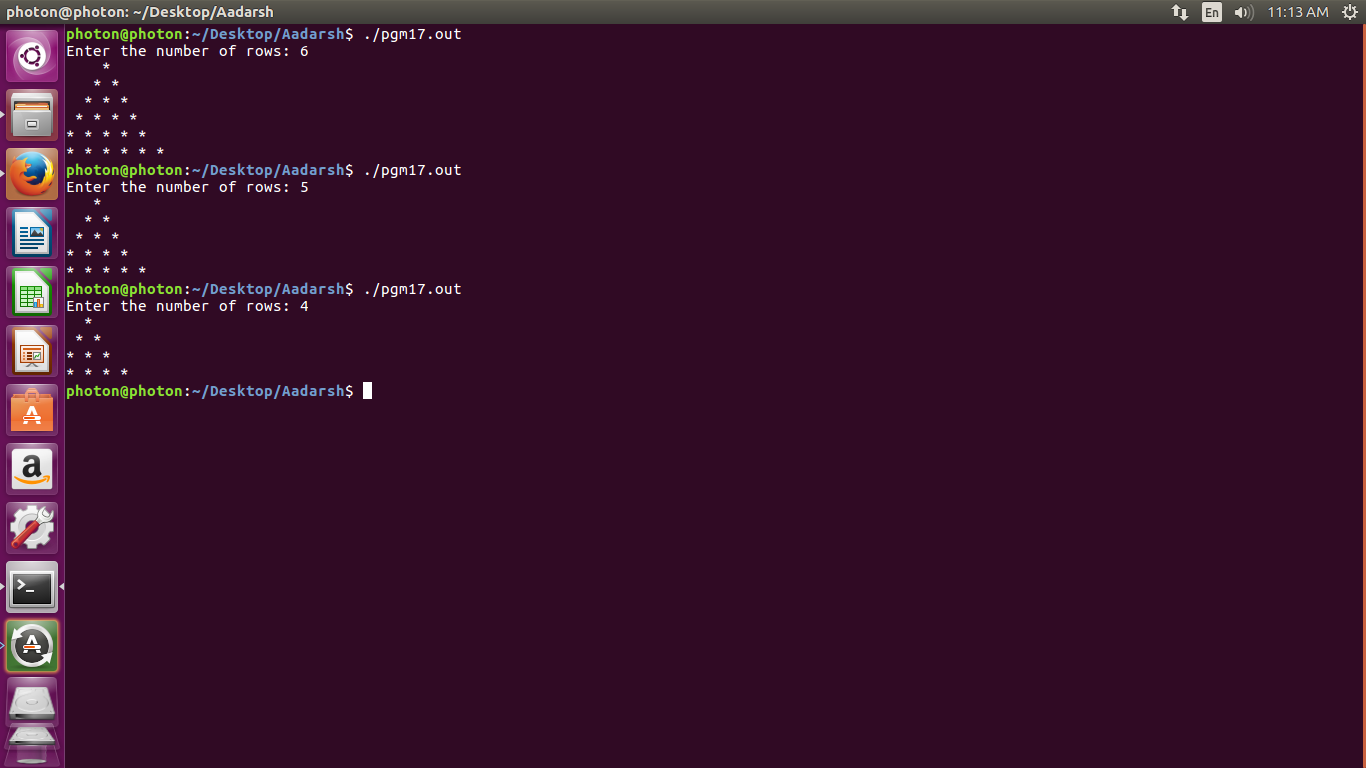 photon@photon: ~/Desktop/Aadarsh
En
11:13 AM
photon@photon:~/Desktop/Aadarsh$ ./pgm17.out
Enter the number of rows: 6
    *
   * *
  * * *
 * * * *
* * * * *
* * * * * *
photon@photon:~/Desktop/Aadarsh$ ./pgm17.out
Enter the number of rows: 5
   *
  * *
 * * *
* * * *
* * * * *
photon@photon:~/Desktop/Aadarsh$ ./pgm17.out
Enter the number of rows: 4
  *
 * *
* * *
* * * *
photon@photon:~/Desktop/Aadarsh$